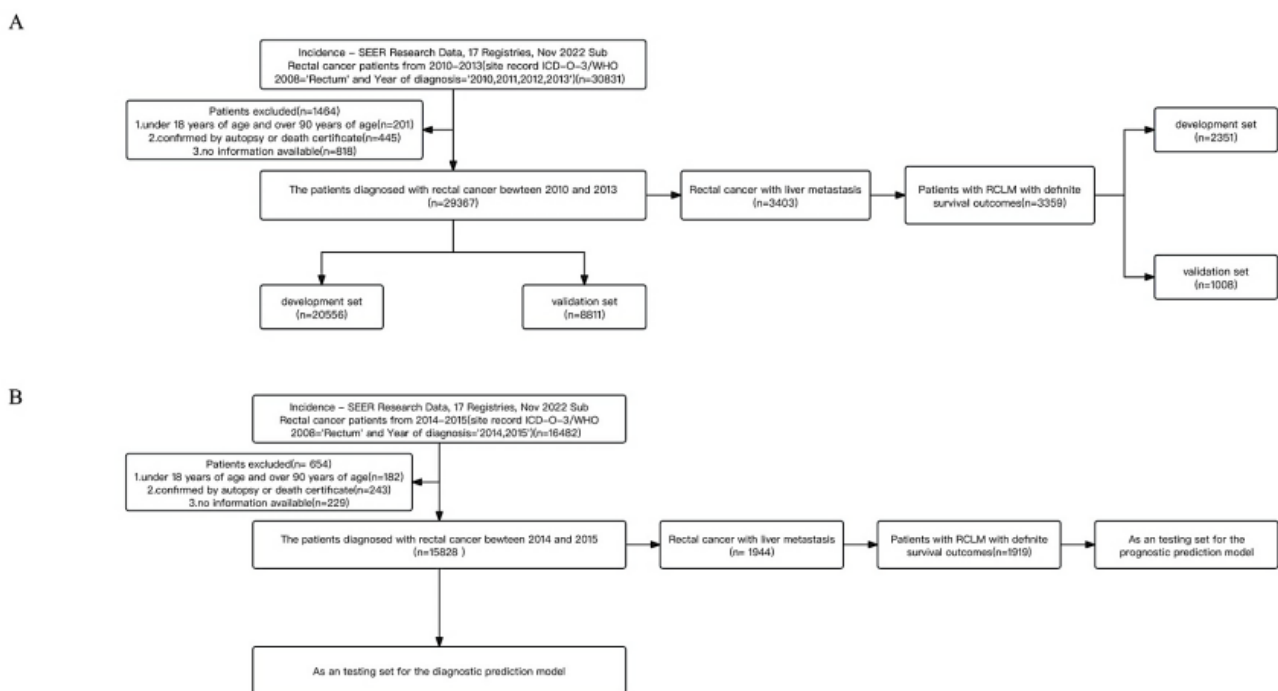 A
Incidence – SEER Research Data, 17 Registries, Nov 2022 Sub
Rectal cancer patients from 2010–2013(site record ICD–O–3/WHO
2008='Rectum' and Year of diagnosis='2010,2011,2012,2013')(n=30831)
Patients excluded(n=1464)
1.under 18 years of age and over 90 years of age(n=201)
2.confirmed by autopsy or death certificate(n=445)
3.no information available(n=818)
The patients diagnosed with rectal cancer bewteen 2010 and 2013
(n=29367)
Rectal cancer with liver metastasis
(n=3403)
Patients with RCLM with definite
survival outcomes(n=3359)
development set
(n=2351)
validation set
(n=1008)
development set
(n=20556)
validation set
(n=8811)
B
Incidence – SEER Research Data, 17 Registries, Nov 2022 Sub
Rectal cancer patients from 2014–2015(site record ICD–O–3/WHO
2008='Rectum' and Year of diagnosis='2014,2015')(n=16482)
Patients excluded(n= 654)
1.under 18 years of age and over 90 years of age(n=182)
2.confirmed by autopsy or death certificate(n=243)
3.no information available(n=229)
The patients diagnosed with rectal cancer bewteen 2014 and 2015
(n=15828 )
Rectal cancer with liver metastasis
(n= 1944)
Patients with RCLM with definite
survival outcomes(n=1919)
As an testing set for the
prognostic prediction model
As an testing set for the diagnostic prediction model